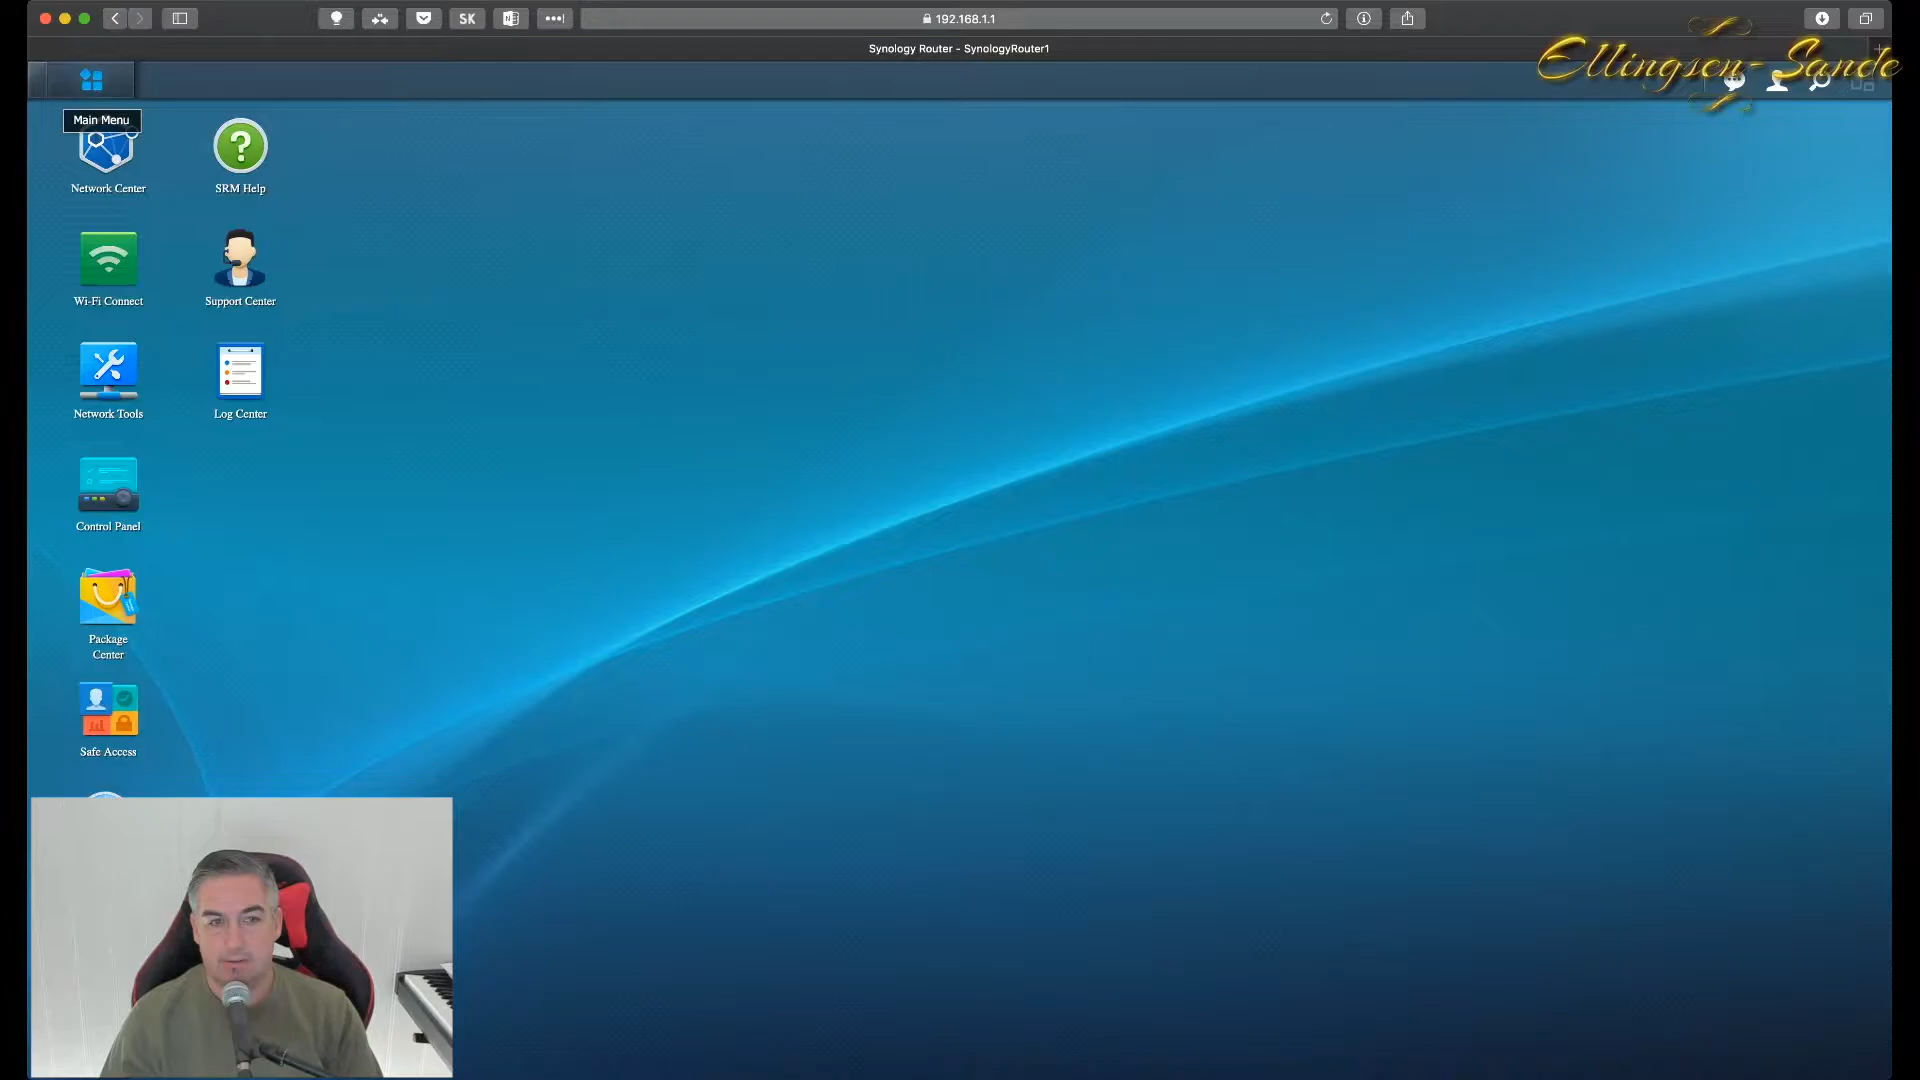 SK
192.168.1.1
Synology Router - SynologyRouter1
Ellingsen-Sande
Main Menu
Network Center
SRM Help
Wi-Fi Connect
Support Center
Network Tools
Log Center
Control Panel
Package
Center
Safe Access